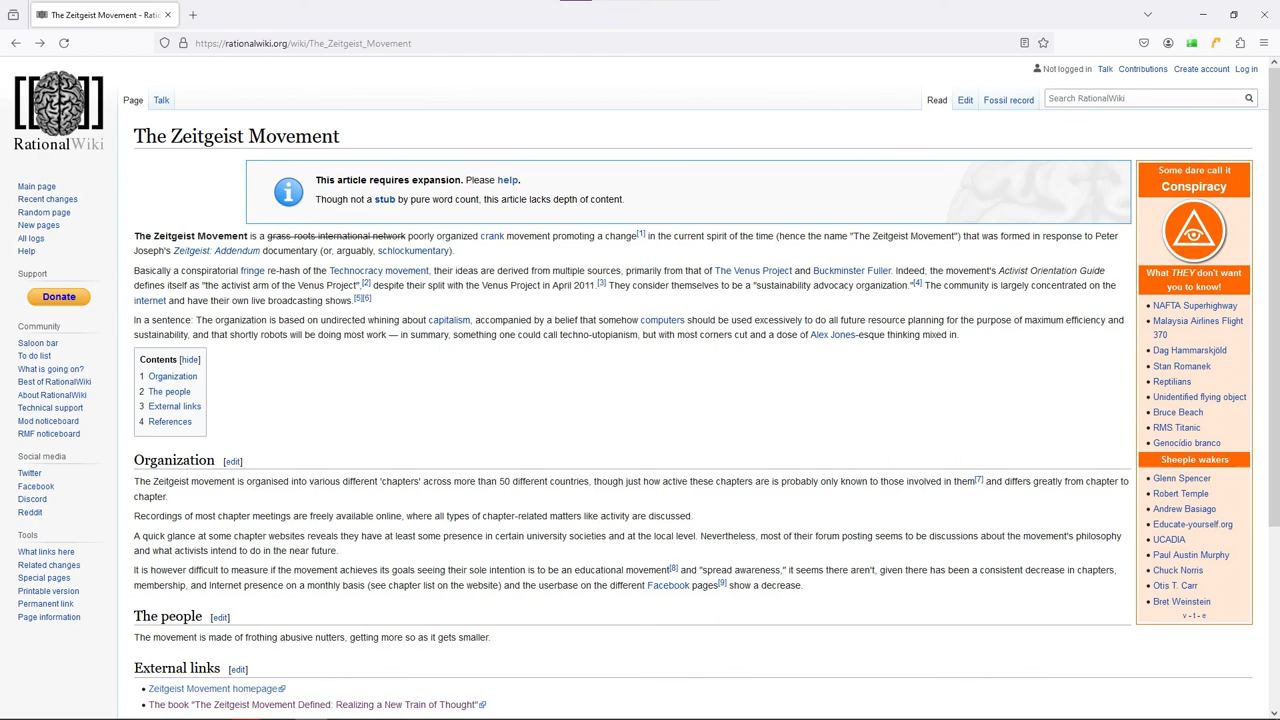 The Zeitgeist Movement - Ratio
https://rationalwiki.org/wiki/The_Zeitgeist_Movement
Not logged in Talk Contributions Create account Log in
Page Talk Read Edit Fossil record Search RationalWiki
RationalWiki
Main page
Recent changes
Random page
New pages
All logs
Help
Support
Donate
Community
Saloon bar
To do list
What is going on?
Best of RationalWiki
About RationalWiki
Technical support
Mod noticeboard
RMF noticeboard
Social media
Twitter
Facebook
Discord
Reddit
Tools
What links here
Related changes
Special pages
Printable version
Permanent link
Page information
The Zeitgeist Movement
This article requires expansion. Please help.
Though not a stub by pure word count, this article lacks depth of content.
The Zeitgeist Movement is a grass-roots international network poorly organized crank movement promoting a change[1] in the current spirit of the time (hence the name "The Zeitgeist Movement") that was formed in response to Peter
Joseph's Zeitgeist: Addendum documentary (or, arguably, schlockumentary).
Basically a conspiratorial fringe re-hash of the Technocracy movement, their ideas are derived from multiple sources, primarily from that of The Venus Project and Buckminster Fuller. Indeed, the movement's Activist Orientation Guide
defines itself as "the activist arm of the Venus Project",[2] despite their split with the Venus Project in April 2011.[3] They consider themselves to be a "sustainability advocacy organization."[4] The community is largely concentrated on the
internet and have their own live broadcasting shows.[5][6]
In a sentence: The organization is based on undirected whining about capitalism, accompanied by a belief that somehow computers should be used excessively to do all future resource planning for the purpose of maximum efficiency and
sustainability, and that shortly robots will be doing most work — in summary, something one could call techno-utopianism, but with most corners cut and a dose of Alex Jones-esque thinking mixed in.
Contents [hide]
1 Organization
2 The people
3 External links
4 References
Organization [edit]
The Zeitgeist movement is organised into various different 'chapters' across more than 50 different countries, though just how active these chapters are is probably only known to those involved in them[7] and differs greatly from chapter to
chapter.
Recordings of most chapter meetings are freely available online, where all types of chapter-related matters like activity are discussed.
A quick glance at some chapter websites reveals they have at least some presence in certain university societies and at the local level. Nevertheless, most of their forum posting seems to be discussions about the movement's philosophy
and what activists intend to do in the near future.
It is however difficult to measure if the movement achieves its goals seeing their sole intention is to be an educational movement[8] and "spread awareness," it seems there aren't, given there has been a consistent decrease in chapters,
membership, and Internet presence on a monthly basis (see chapter list on the website) and the userbase on the different Facebook pages[9] show a decrease.
The people [edit]
The movement is made of frothing abusive nutters, getting more so as it gets smaller.
External links [edit]
Zeitgeist Movement homepage
The book "The Zeitgeist Movement Defined: Realizing a New Train of Thought"
Some dare call it
Conspiracy
What THEY don't want
you to know!
NAFTA Superhighway
Malaysia Airlines Flight
370
Dag Hammarskjöld
Stan Romanek
Reptilians
Unidentified flying object
Bruce Beach
RMS Titanic
Genocídio branco
Sheeple wakers
Glenn Spencer
Robert Temple
Andrew Basiago
Educate-yourself.org
UCADIA
Paul Austin Murphy
Chuck Norris
Otis T. Carr
Bret Weinstein
v - t - e